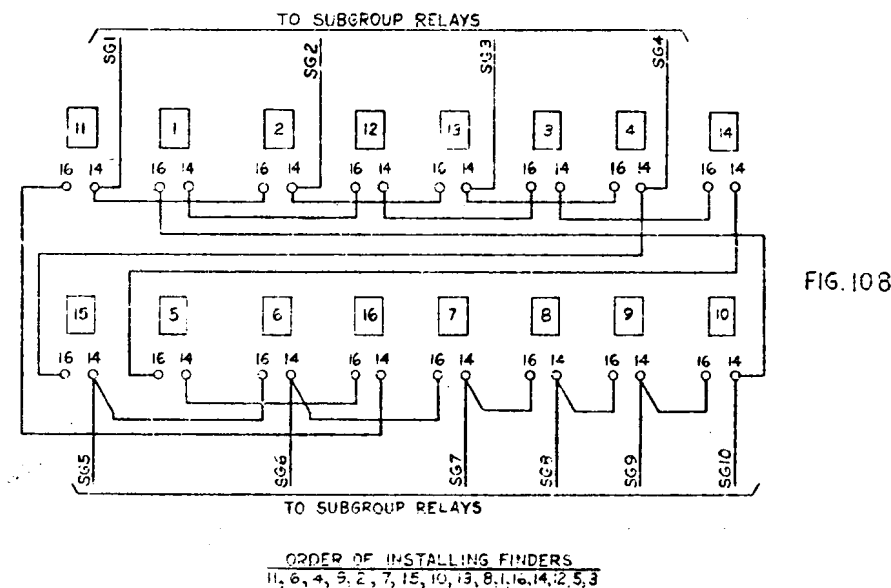 TO SUBGROUP RELAYS
SG1 SG2 SG3 SG4
11 1 2 12 13 3 4 14
16 14 16 14 16 14 16 14 16 14 16 14 16 14 16 14
FIG. 108
15 5 6 16 7 8 9 10
16 14 16 14 16 14 16 14 16 14 16 14 16 14 16 14
SG5 SG6 SG7 SG8 SG9 SG10
TO SUBGROUP RELAYS
ORDER OF INSTALLING FINDERS
11, 6, 4, 9, 2, 7, 15, 10, 13, 8, 1, 16, 14, 12, 5, 3